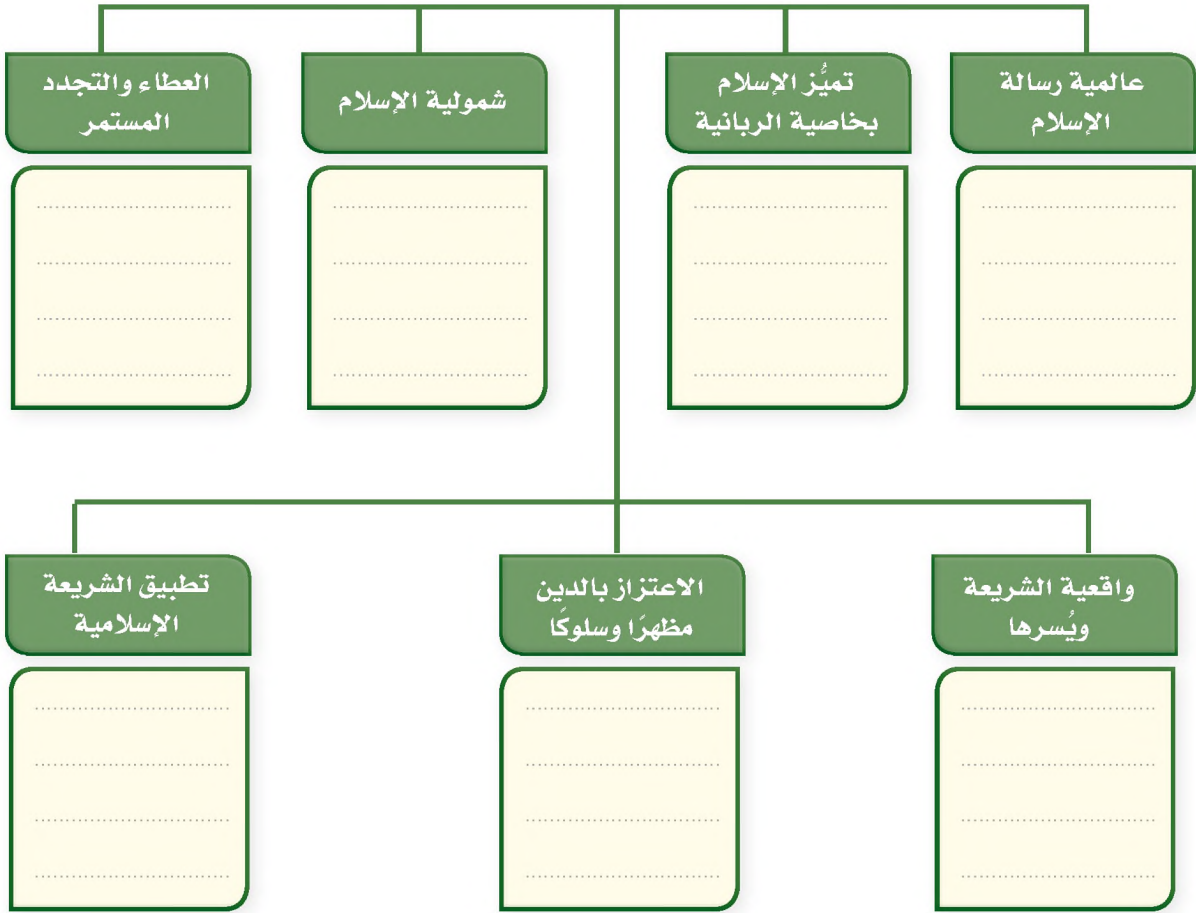 عالمية رسالة
الإسلام
تميُّز الإسلام
بخاصية الربانية
شمولية الإسلام
العطاء والتجدد
المستمر
واقعية الشريعة
ويُسرها
الاعتزاز بالدين
مظهرًا وسلوكًا
تطبيق الشريعة
الإسلامية